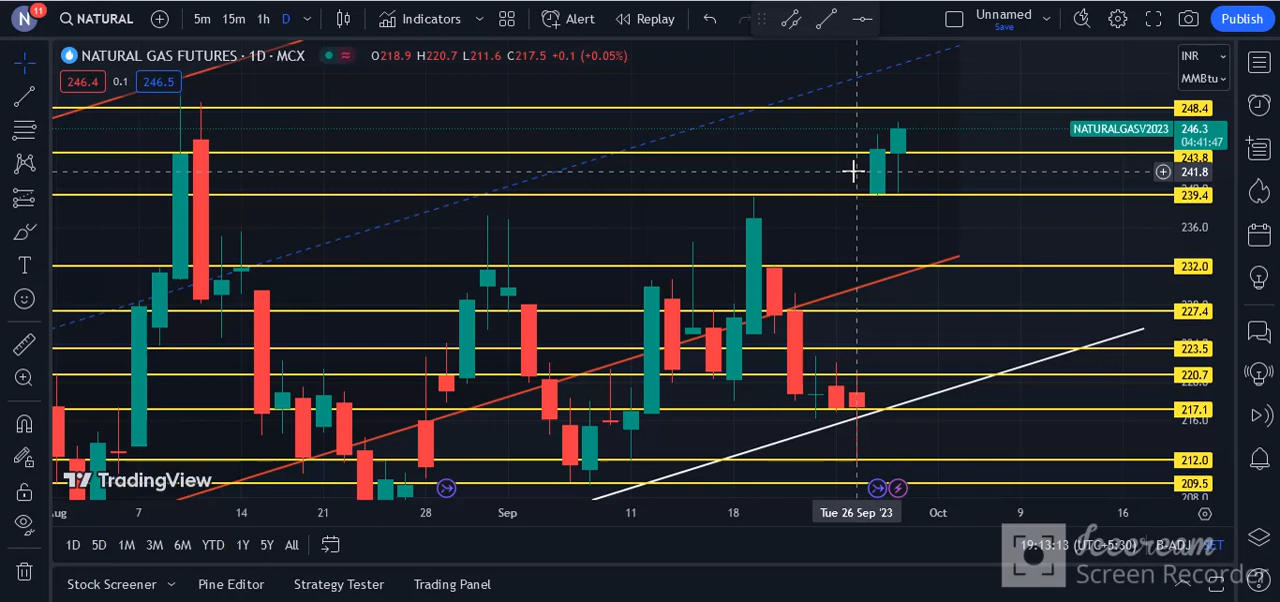 N 11 NATURAL 5m 15m 1h D Indicators Alert Replay Unnamed Save Publish
NATURAL GAS FUTURES · 1D · MCX O218.9 H220.7 L211.6 C217.5 +0.1 (+0.05%)
INR
246.4 0.1 246.5
MMBtu
248.4
NATURALGASV2023 246.3
04:41:47
243.8
241.8
239.4
236.0
232.0
227.4
223.5
220.7
217.1
216.0
212.0
TradingView
209.5
208.0
Aug 7 14 21 28 Sep 11 18 Tue 26 Sep '23 Oct 9 16
1D 5D 1M 3M 6M YTD 1Y 5Y All 19:13:13 (UTC+5:30) B-ADJ SET
Icecream
Screen Recorder
Stock Screener Pine Editor Strategy Tester Trading Panel